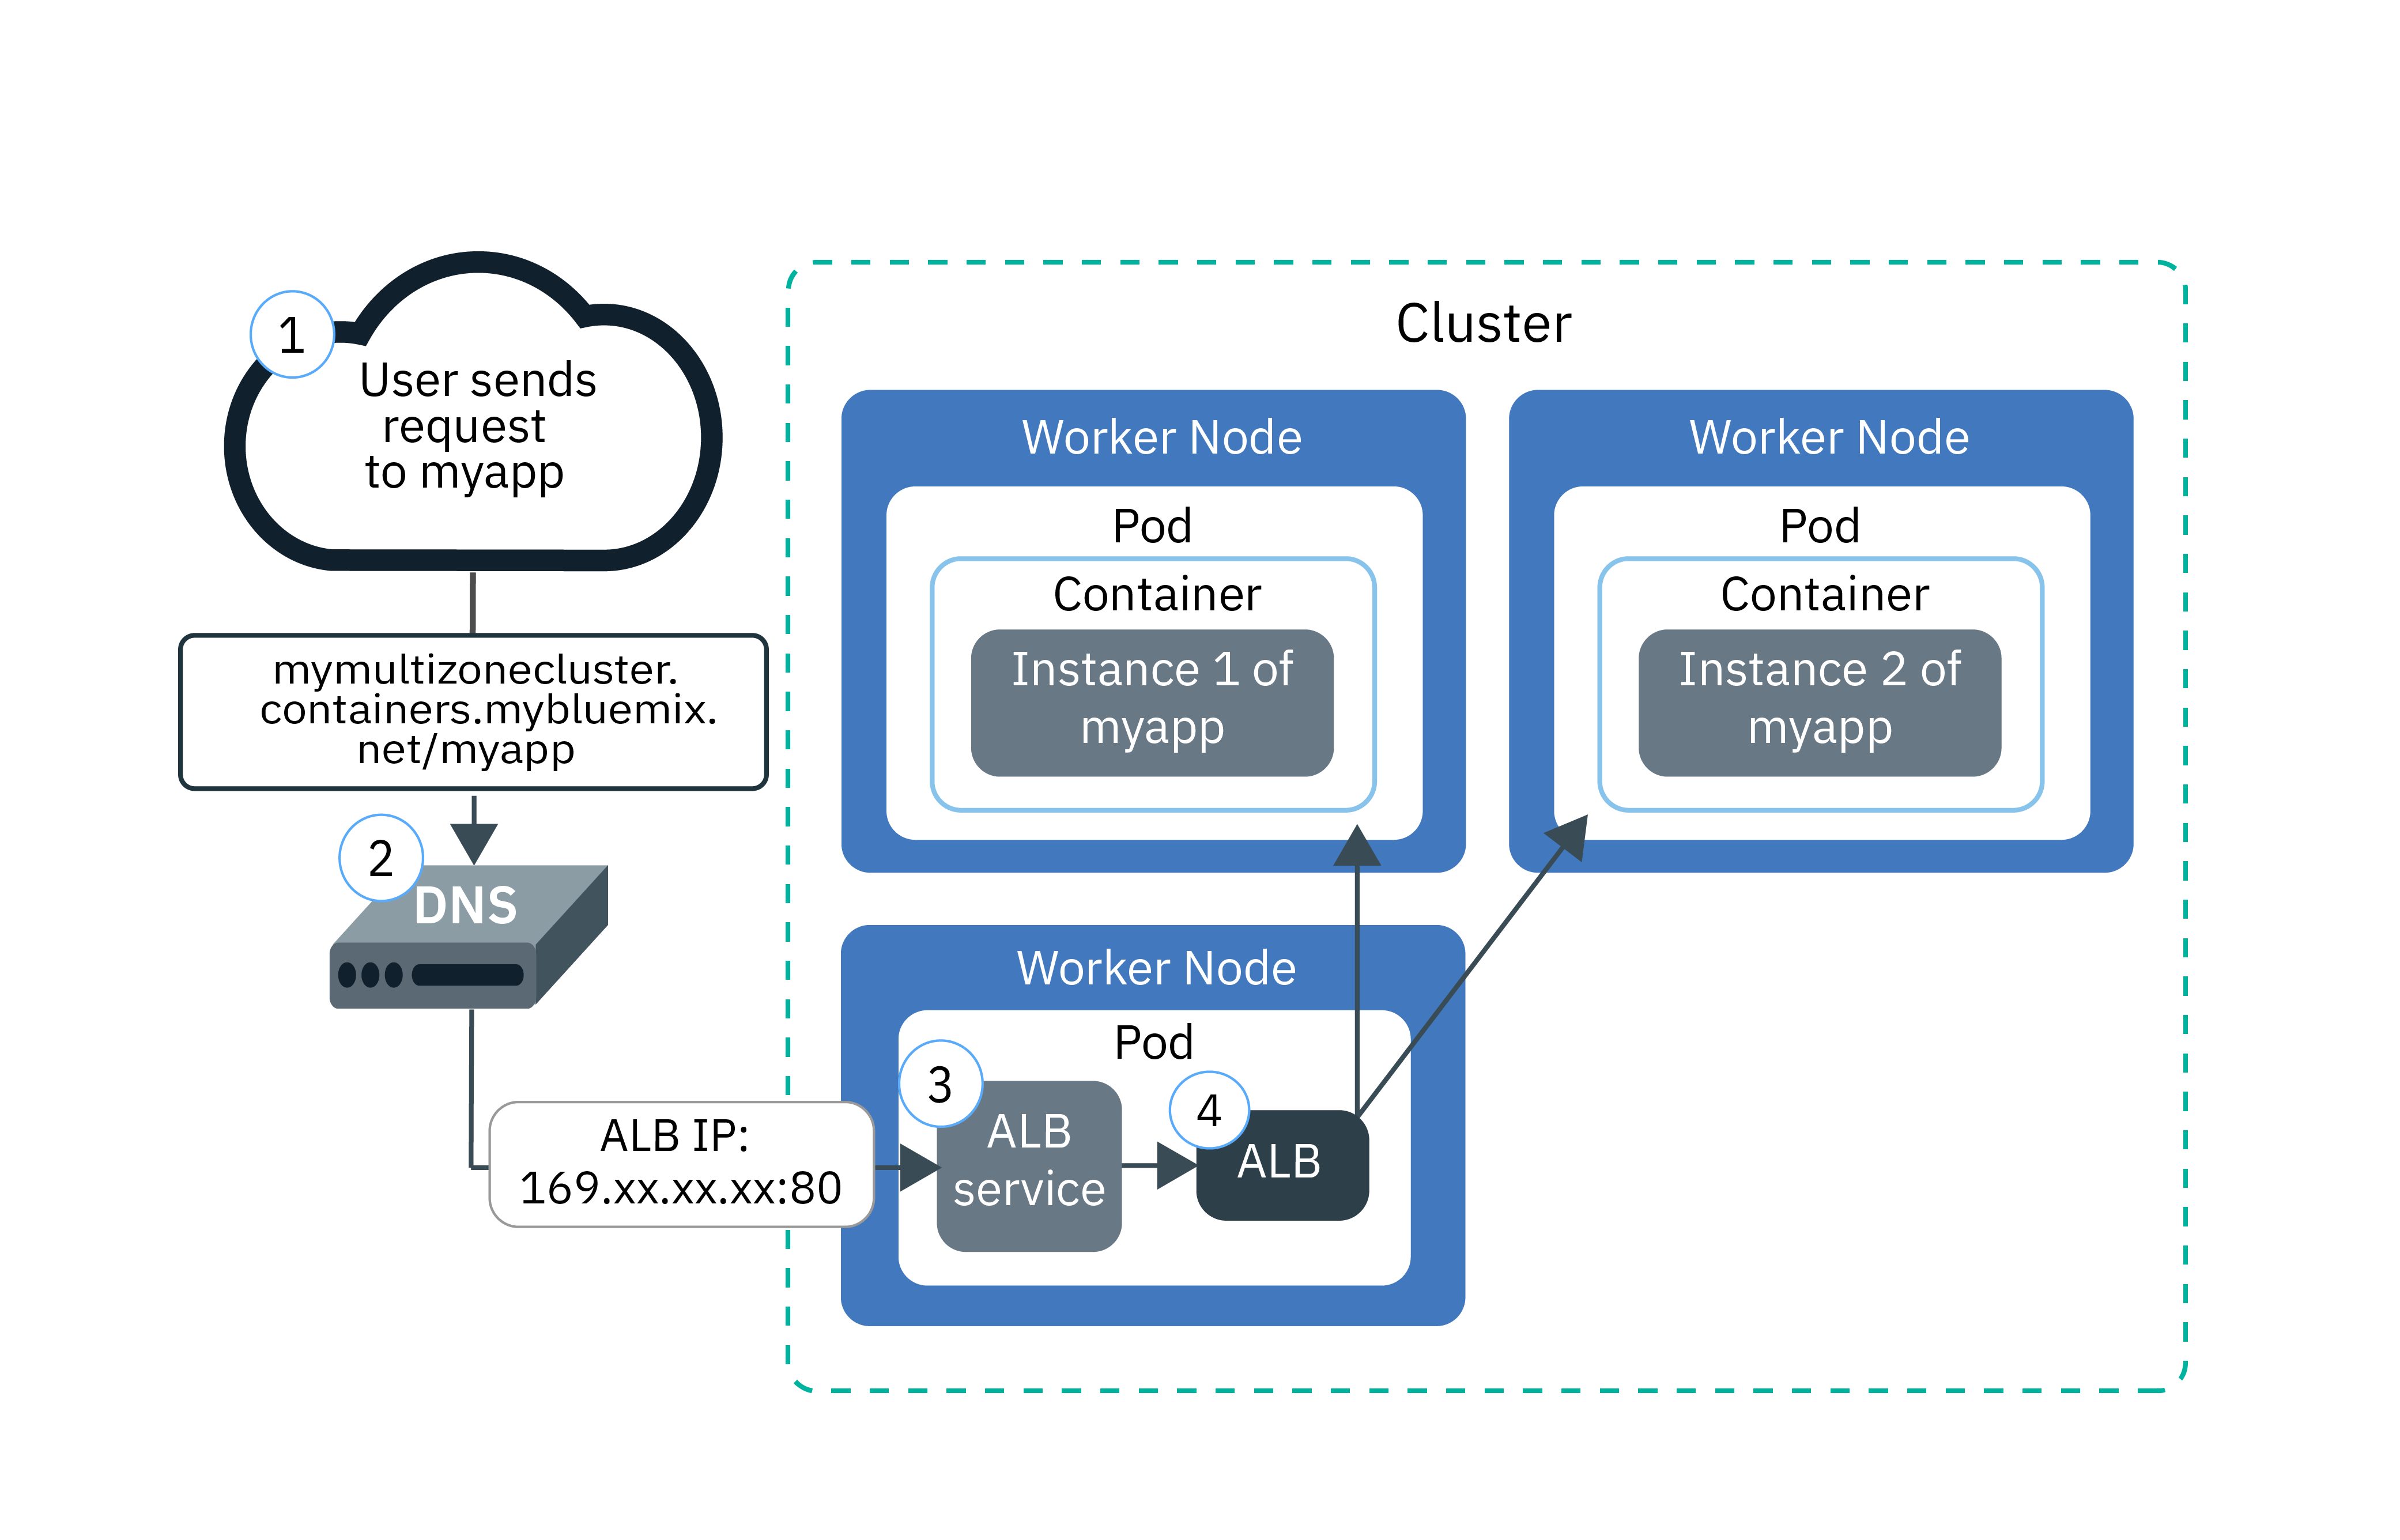 1
User sends
request
to myapp
mymultizonecluster.
containers.mybluemix.
net/myapp
2
DNS
ALB IP:
169.xx.xx.xx:80
Cluster
Worker Node
Pod
Container
Instance 1 of
myapp
Worker Node
Pod
Container
Instance 2 of
myapp
Worker Node
Pod
3
ALB
service
4
ALB